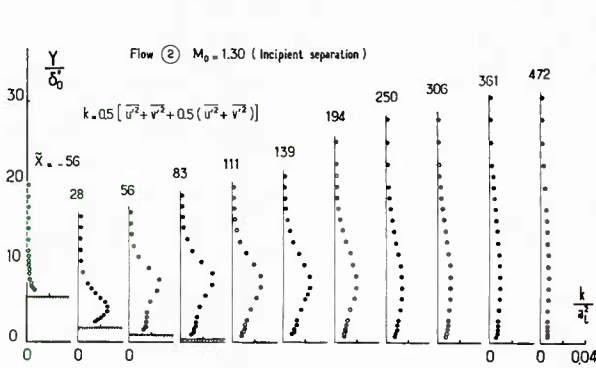 Flow ② M₀ = 1.30 ( Incipient separation )
Y
δ₀*
k = 0.5 [ u'² + v'² + 0.5 ( u'² + v'² ) ]
30
20
10
0
x̃ = -56
28
56
83
111
139
194
250
306
361
472
k
a²ᵢ
0 0 0 0 0 0.04